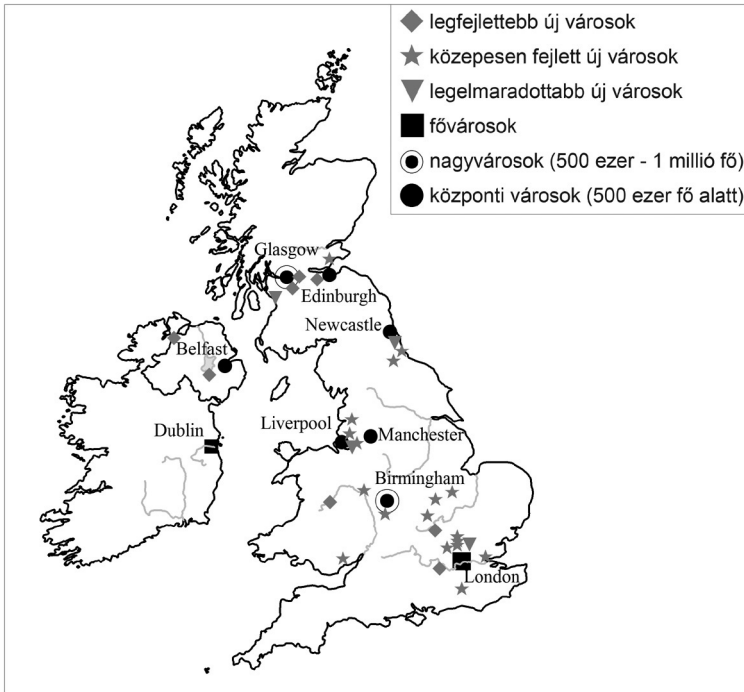 legfejlettebb új városok
közepesen fejlett új városok
legelmaradottabb új városok
fővárosok
nagyvárosok (500 ezer - 1 millió fő)
központi városok (500 ezer fő alatt)
Glasgow
Edinburgh
Newcastle
Belfast
Dublin
Liverpool
Manchester
Birmingham
London